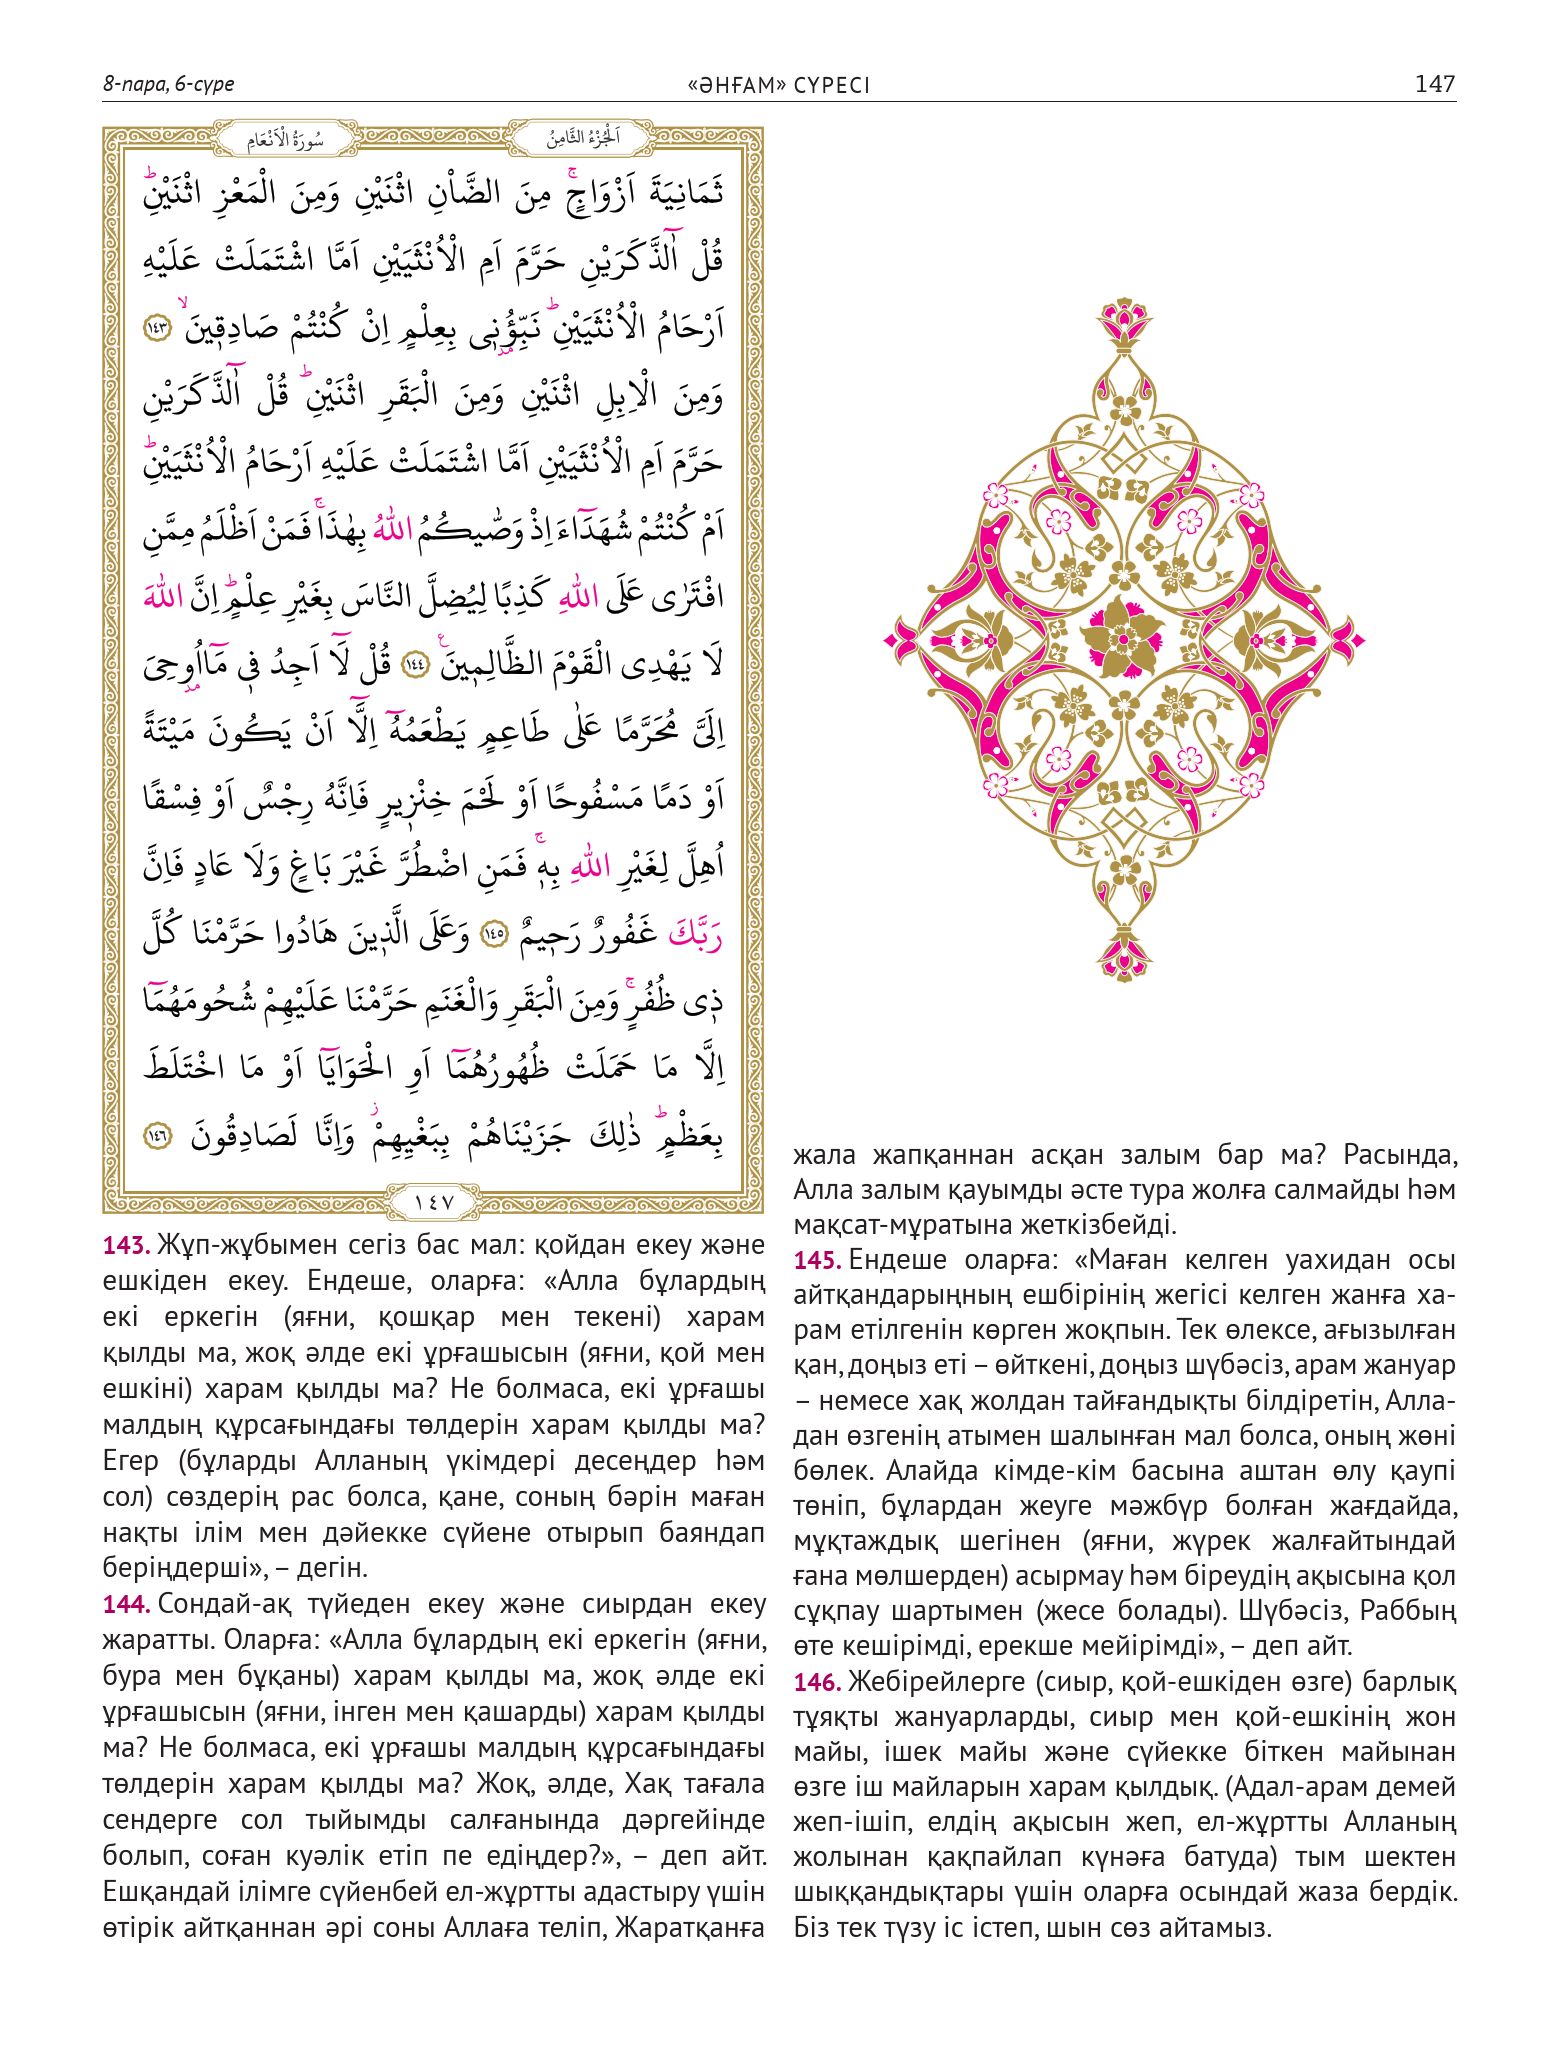 8-пара, 6-сүре
«ӘНҒАМ» СҮРЕСІ
147
سُورَةُ الْاَنْعَامِ
اَلْجُزْءُ الثَّامِنُ
ثَمَانِيَةَ اَزْوَاجٍۚ مِنَ الضَّاْنِ اثْنَيْنِ وَمِنَ الْمَعْزِ اثْنَيْنِۜ
قُلْ آٰلذَّكَرَيْنِ حَرَّمَ اَمِ الْاُنْثَيَيْنِ اَمَّا اشْتَمَلَتْ عَلَيْهِ
اَرْحَامُ الْاُنْثَيَيْنِۜ نَبِّؤُ۫نٖي بِعِلْمٍ اِنْ كُنْتُمْ صَادِقٖينَۙ ﴿١٤٣﴾
وَمِنَ الْاِبِلِ اثْنَيْنِ وَمِنَ الْبَقَرِ اثْنَيْنِۜ قُلْ آٰلذَّكَرَيْنِ
حَرَّمَ اَمِ الْاُنْثَيَيْنِ اَمَّا اشْتَمَلَتْ عَلَيْهِ اَرْحَامُ الْاُنْثَيَيْنِۜ
اَمْ كُنْتُمْ شُهَدَٓاءَ اِذْ وَصّٰيكُمُ اللّٰهُ بِهٰذَاۚ فَمَنْ اَظْلَمُ مِمَّنِ
افْتَرٰى عَلَى اللّٰهِ كَذِبًا لِيُضِلَّ النَّاسَ بِغَيْرِ عِلْمٍۜ اِنَّ اللّٰهَ
لَا يَهْدِى الْقَوْمَ الظَّالِمٖينَۚ ﴿١٤٤﴾ قُلْ لَٓا اَجِدُ فٖي مَٓا اُو۫حِيَ
اِلَيَّ مُحَرَّمًا عَلٰى طَاعِمٍ يَطْعَمُهُٓ اِلَّٓا اَنْ يَكُونَ مَيْتَةً
اَوْ دَمًا مَسْفُوحًا اَوْ لَحْمَ خِنْزٖيرٍ فَاِنَّهُ رِجْسٌ اَوْ فِسْقًا
اُهِلَّ لِغَيْرِ اللّٰهِ بِهٖۚ فَمَنِ اضْطُرَّ غَيْرَ بَاغٍ وَلَا عَادٍ فَاِنَّ
رَبَّكَ غَفُورٌ رَحٖيمٌ ﴿١٤٥﴾ وَعَلَى الَّذٖينَ هَادُوا حَرَّمْنَا كُلَّ
ذٖي ظُفُرٍۚ وَمِنَ الْبَقَرِ وَالْغَنَمِ حَرَّمْنَا عَلَيْهِمْ شُحُومَهُمَٓا
اِلَّا مَا حَمَلَتْ ظُهُورُهُمَٓا اَوِ الْحَوَايَٓا اَوْ مَا اخْتَلَطَ
بِعَظْمٍۜ ذٰلِكَ جَزَيْنَاهُمْ بِبَغْيِهِمْۘ وَاِنَّا لَصَادِقُونَ ﴿١٤٦﴾
١٤٧
143. Жұп-жұбымен сегіз бас мал: қойдан екеу және
ешкіден екеу. Ендеше, оларға: «Алла бұлардың
екі еркегін (яғни, қошқар мен текені) харам
қылды ма, жоқ әлде екі ұрғашысын (яғни, қой мен
ешкіні) харам қылды ма? Не болмаса, екі ұрғашы
малдың құрсағындағы төлдерін харам қылды ма?
Егер (бұларды Алланың үкімдері десеңдер һәм
сол) сөздерің рас болса, қане, соның бәрін маған
нақты ілім мен дәйекке сүйене отырып баяндап
беріңдерші», – дегін.
144. Сондай-ақ түйеден екеу және сиырдан екеу
жаратты. Оларға: «Алла бұлардың екі еркегін (яғни,
бура мен бұқаны) харам қылды ма, жоқ әлде екі
ұрғашысын (яғни, інген мен қашарды) харам қылды
ма? Не болмаса, екі ұрғашы малдың құрсағындағы
төлдерін харам қылды ма? Жоқ, әлде, Хақ тағала
сендерге сол тыйымды салғанында дәргейінде
болып, соған куәлік етіп пе едіңдер?», – деп айт.
Ешқандай ілімге сүйенбей ел-жұртты адастыру үшін
өтірік айтқаннан әрі соны Аллаға теліп, Жаратқанға
жала жапқаннан асқан залым бар ма? Расында,
Алла залым қауымды әсте тура жолға салмайды һәм
мақсат-мұратына жеткізбейді.
145. Ендеше оларға: «Маған келген уахидан осы
айтқандарыңның ешбірінің жегісі келген жанға ха-
рам етілгенін көрген жоқпын. Тек өлексе, ағызылған
қан, доңыз еті – өйткені, доңыз шүбәсіз, арам жануар
– немесе хақ жолдан тайғандықты білдіретін, Алла-
дан өзгенің атымен шалынған мал болса, оның жөні
бөлек. Алайда кімде-кім басына аштан өлу қаупі
төніп, бұлардан жеуге мәжбүр болған жағдайда,
мұқтаждық шегінен (яғни, жүрек жалғайтындай
ғана мөлшерден) асырмау һәм біреудің ақысына қол
сұқпау шартымен (жесе болады). Шүбәсіз, Раббың
өте кешірімді, ерекше мейірімді», – деп айт.
146. Жебірейлерге (сиыр, қой-ешкіден өзге) барлық
тұяқты жануарларды, сиыр мен қой-ешкінің жон
майы, ішек майы және сүйекке біткен майынан
өзге іш майларын харам қылдық. (Адал-арам демей
жеп-ішіп, елдің ақысын жеп, ел-жұртты Алланың
жолынан қақпайлап күнәға батуда) тым шектен
шыққандықтары үшін оларға осындай жаза бердік.
Біз тек түзу іс істеп, шын сөз айтамыз.